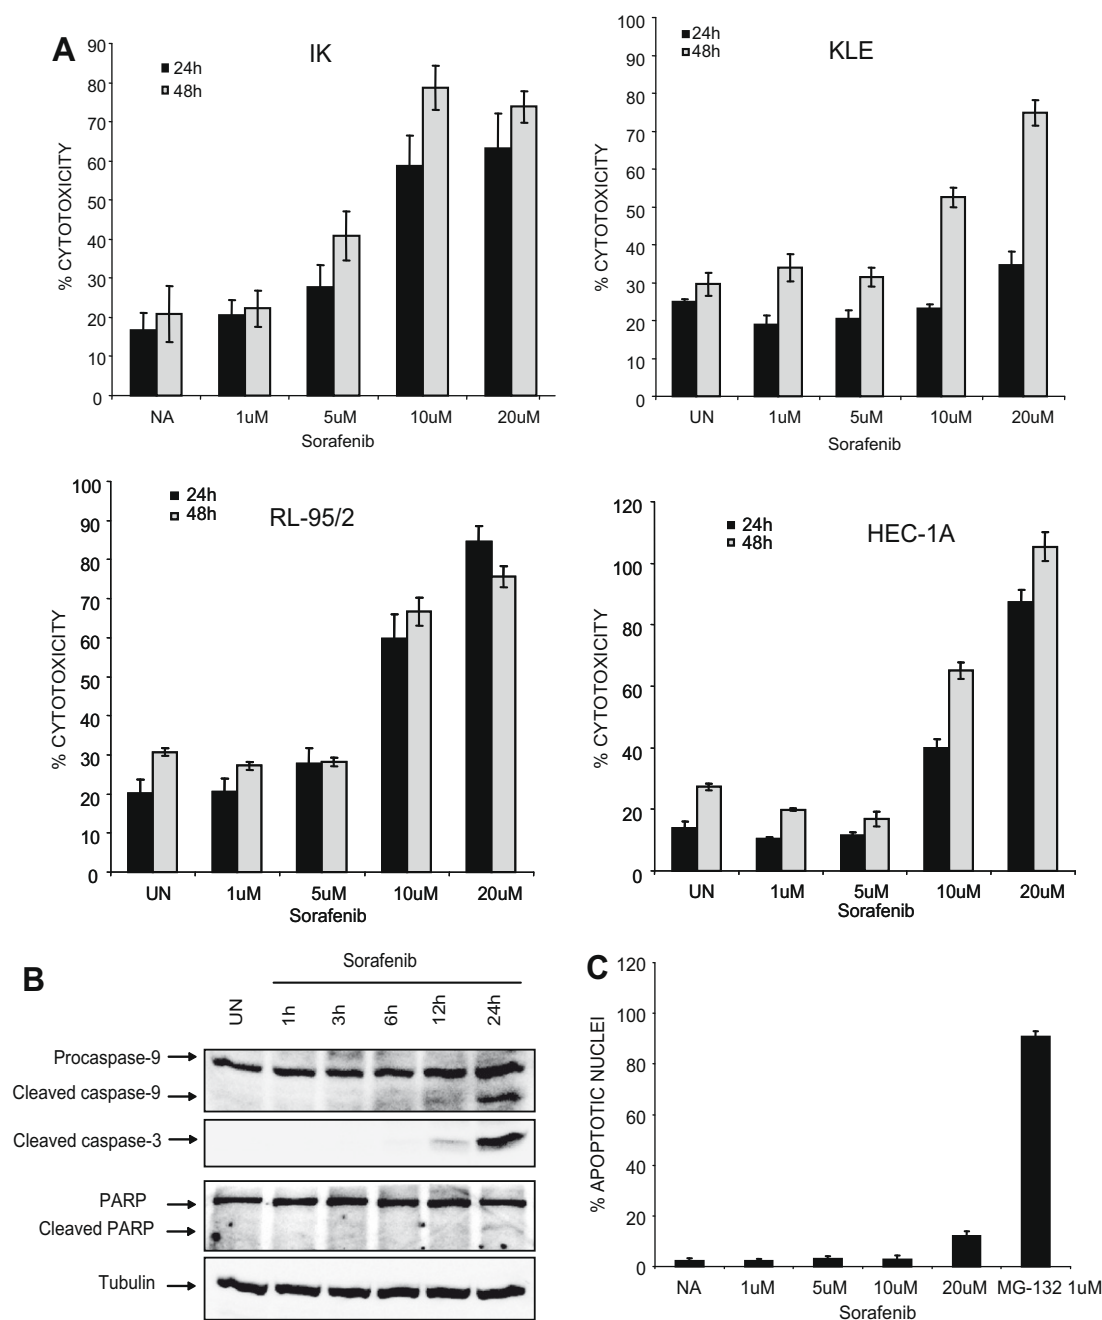 A
IK
24h
48h
% CYTOTOXICITY
90
80
70
60
50
40
30
20
10
0
NA 1uM 5uM 10uM 20uM
Sorafenib
KLE
24h
48h
% CYTOTOXICITY
100
90
80
70
60
50
40
30
20
10
0
UN 1uM 5uM 10uM 20uM
Sorafenib
RL-95/2
24h
48h
% CYTOTOXICITY
100
90
80
70
60
50
40
30
20
10
0
UN 1uM 5uM 10uM 20uM
Sorafenib
HEC-1A
24h
48h
% CYTOTOXICITY
120
100
80
60
40
20
0
UN 1uM 5uM 10uM 20uM
Sorafenib
B
Sorafenib
UN 1h 3h 6h 12h 24h
Procaspase-9
Cleaved caspase-9
Cleaved caspase-3
PARP
Cleaved PARP
Tubulin
C
% APOPTOTIC NUCLEI
120
100
80
60
40
20
0
NA 1uM 5uM 10uM 20uM MG-132 1uM
Sorafenib